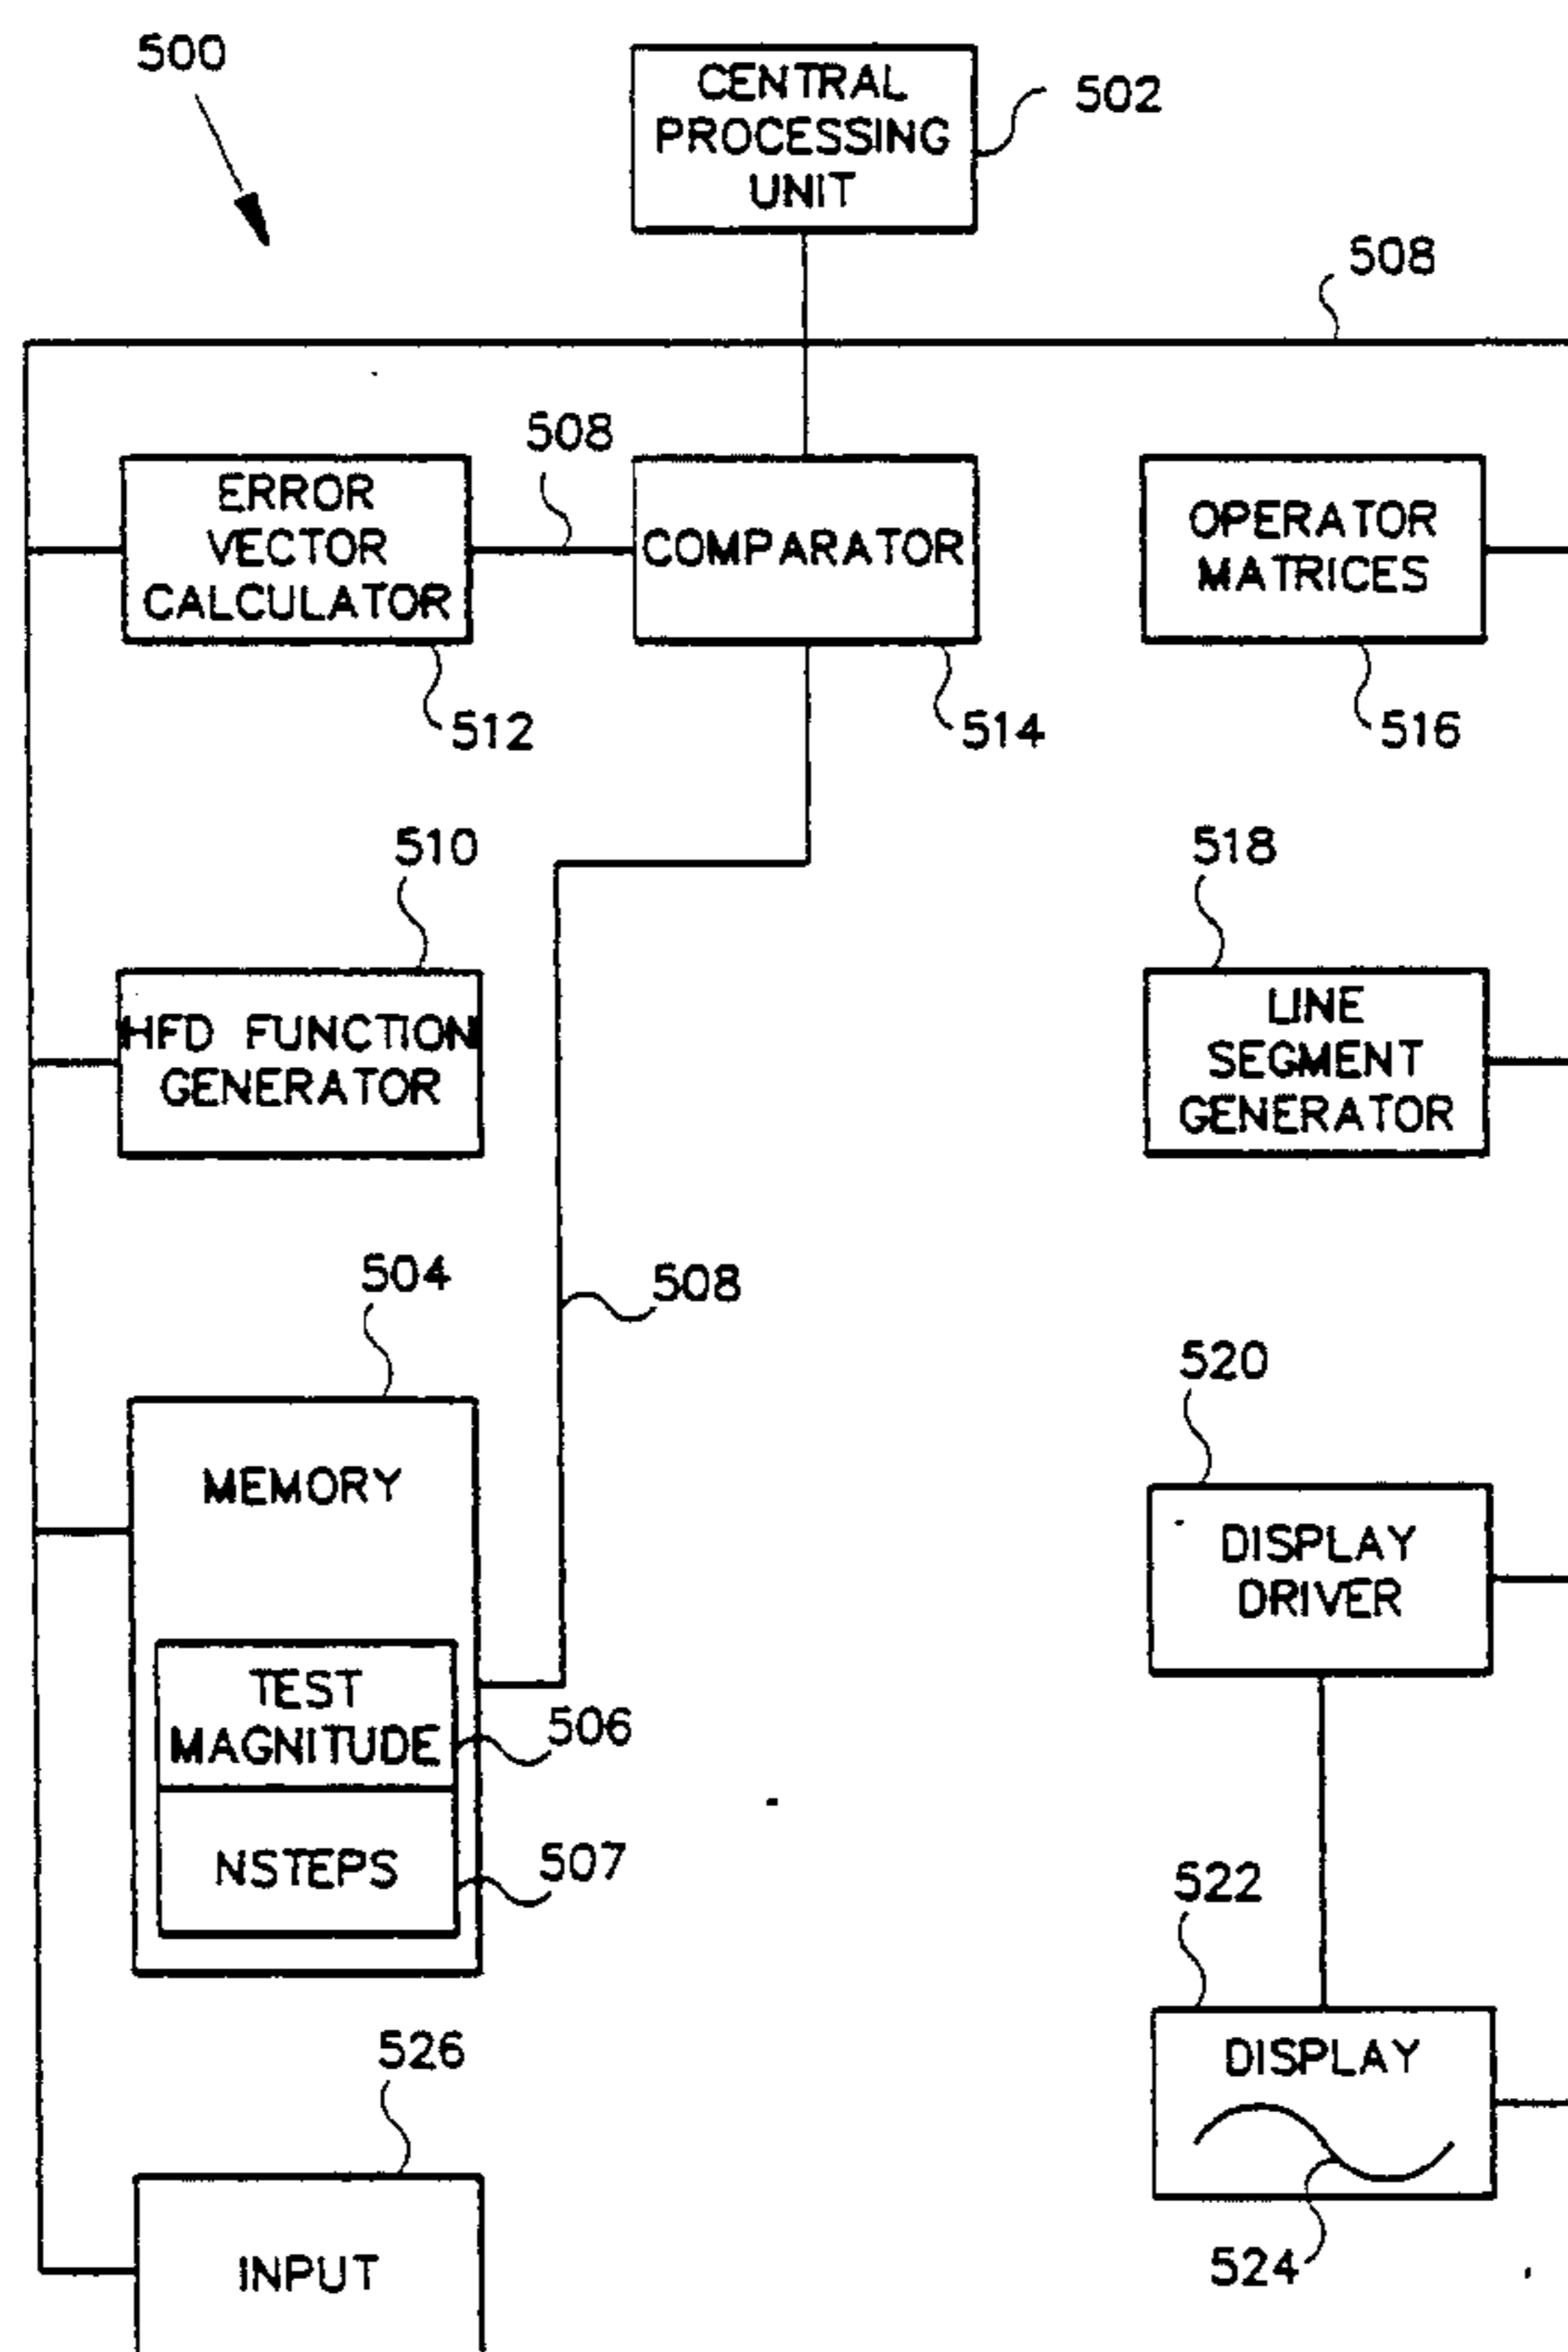 500
CENTRAL
PROCESSING
UNIT
502
508
508
ERROR
VECTOR
CALCULATOR
COMPARATOR
OPERATOR
MATRICES
512
514
516
510
518
HFD FUNCTION
GENERATOR
LINE
SEGMENT
GENERATOR
504
508
520
MEMORY
DISPLAY
DRIVER
TEST
MAGNITUDE
506
NSTEPS
507
522
DISPLAY
526
524
INPUT